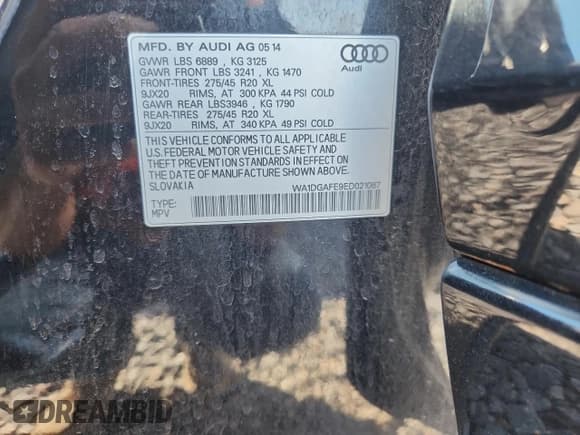 MFD. BY AUDI AG 05 14
GVWR LBS 6889 , KG 3125
GAWR FRONT LBS 3241 , KG 1470
FRONT-TIRES 275/45 R20 XL
9JX20 RIMS, AT 300 KPA 44 PSI COLD
GAWR REAR LBS3946 , KG 1790
REAR-TIRES 275/45 R20 XL
9JX20 RIMS, AT 340 KPA 49 PSI COLD
Audi
THIS VEHICLE CONFORMS TO ALL APPLICABLE
U.S. FEDERAL MOTOR VEHICLE SAFETY AND
THEFT PREVENTION STANDARDS IN EFFECT ON
THE DATE OF MANUFACTURE SHOWN ABOVE.
SLOVAKIA WA1DGAFE9ED021067
TYPE:
MPV
DREAMBID